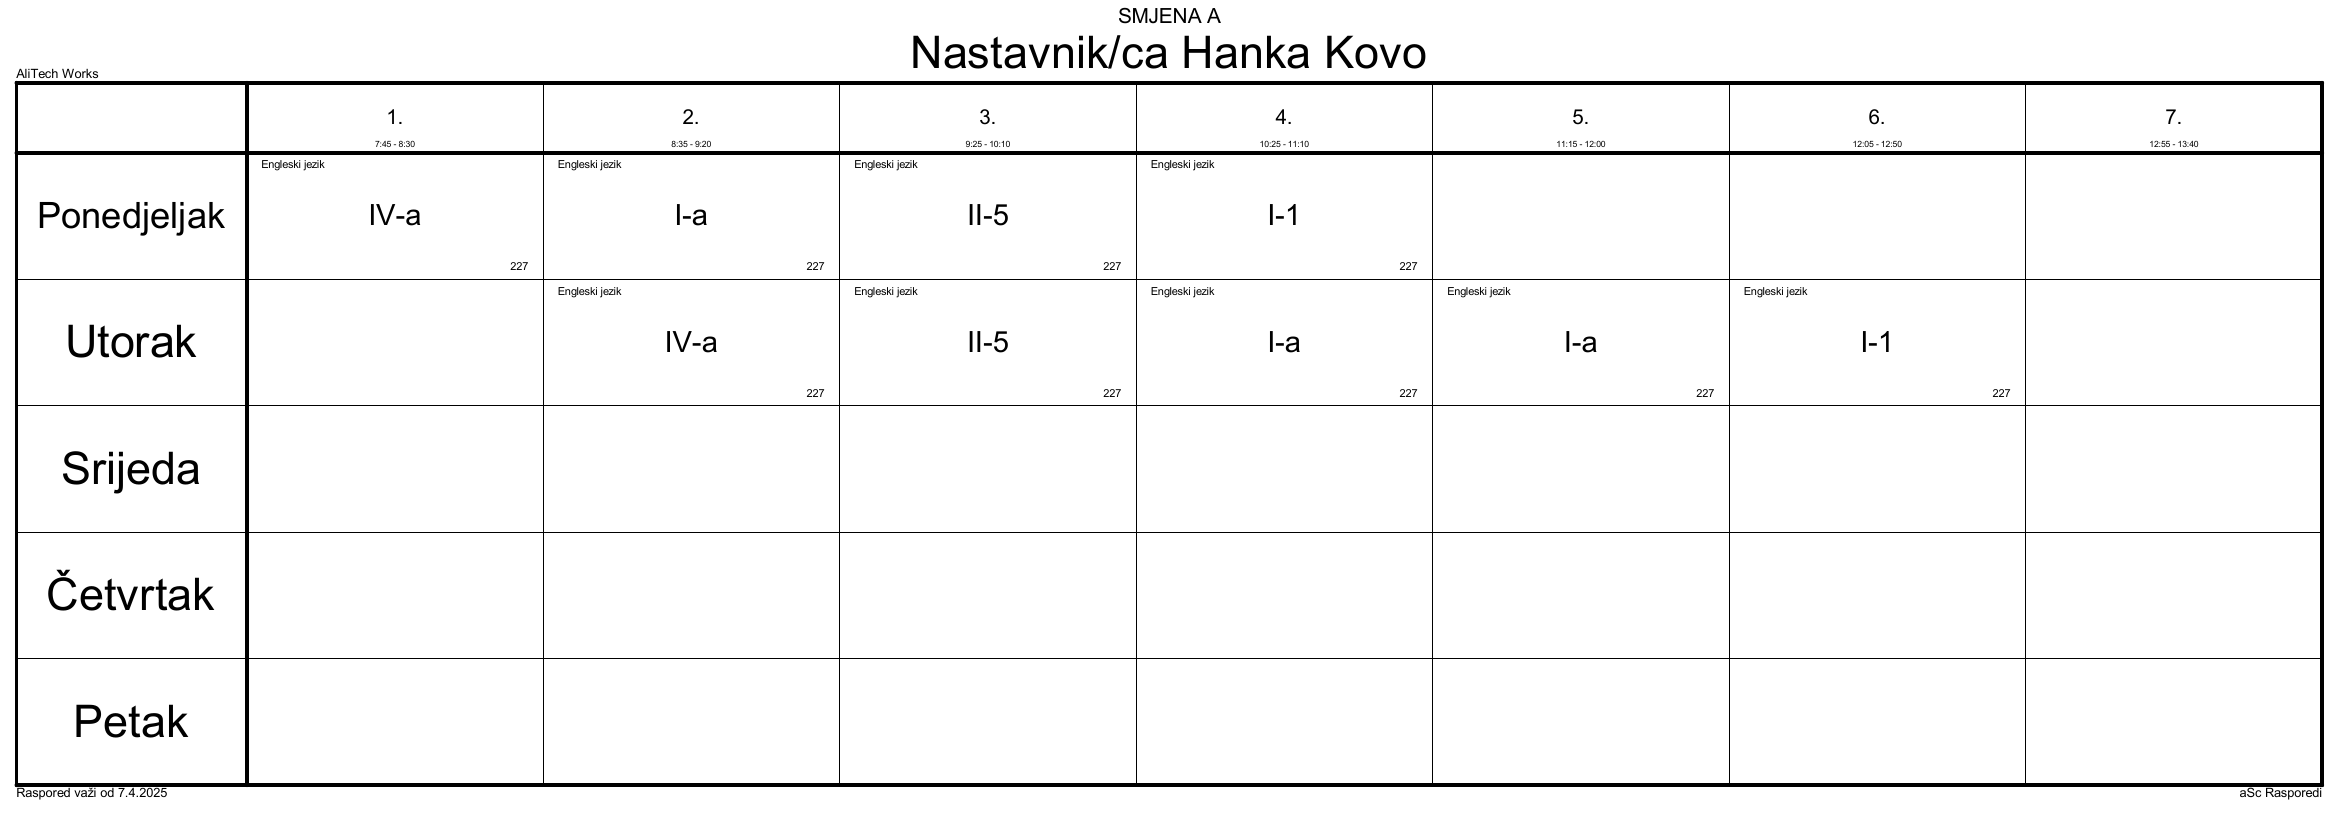 SMJENA A
Nastavnik/ca Hanka Kovo
AliTech Works
1. 2. 3. 4. 5. 6. 7.
7:45 - 8:30 8:35 - 9:20 9:25 - 10:10 10:25 - 11:10 11:15 - 12:00 12:05 - 12:50 12:55 - 13:40
Engleski jezik Engleski jezik Engleski jezik Engleski jezik
Ponedjeljak IV-a I-a II-5 I-1
227 227 227 227
Engleski jezik Engleski jezik Engleski jezik Engleski jezik Engleski jezik
Utorak IV-a II-5 I-a I-a I-1
227 227 227 227 227
Srijeda
Četvrtak
Petak
Raspored važi od 7.4.2025 aSc Rasporedi